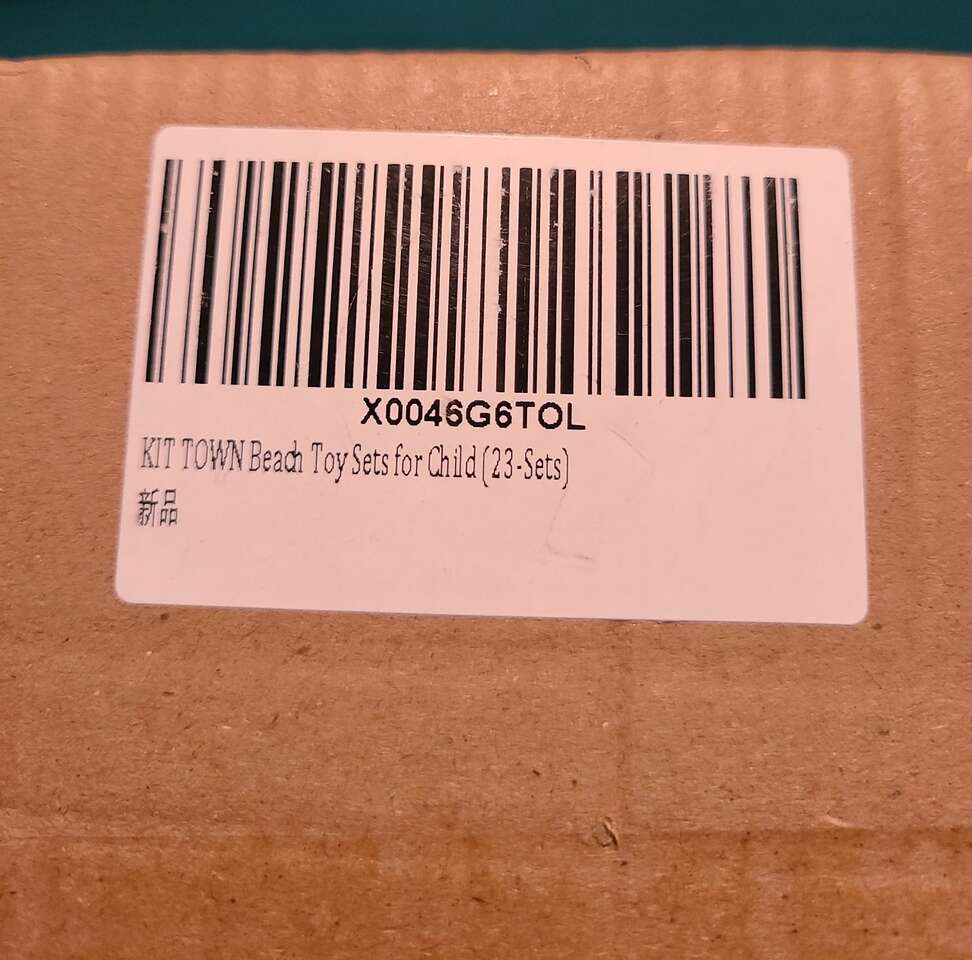 X0046G6TOL
KIT TOWN Beach Toy Sets for Child (23-Sets)
新品